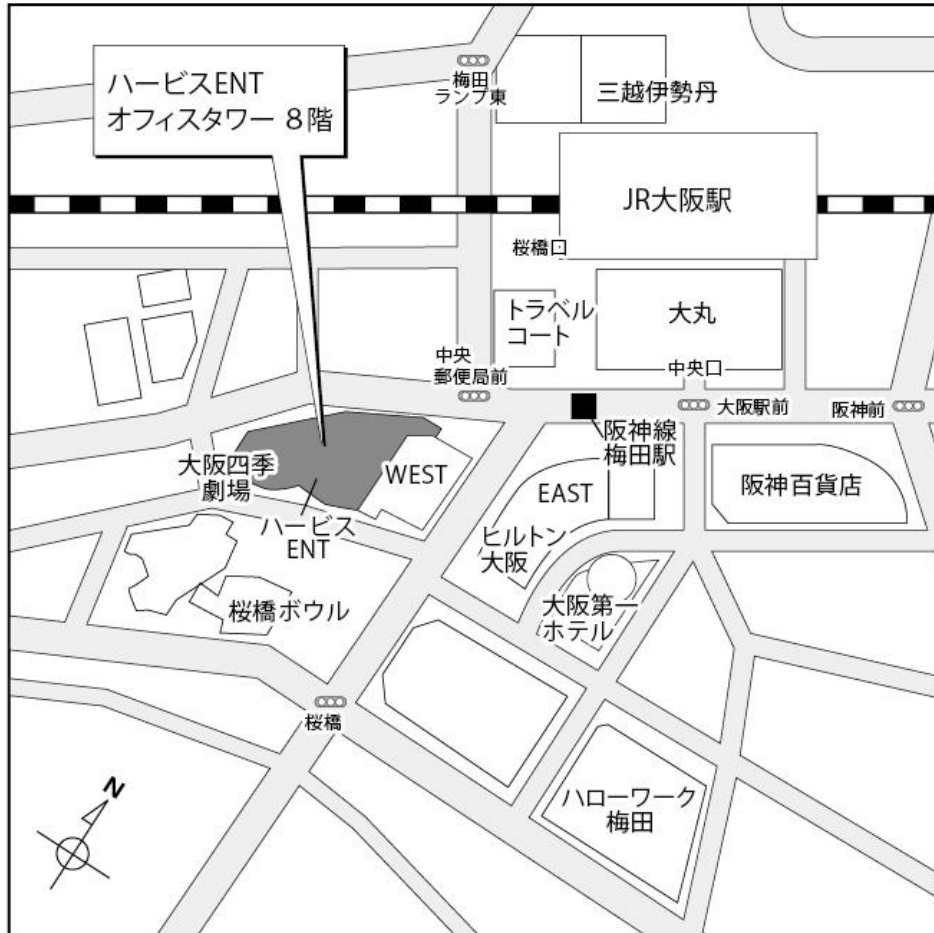 ハービスENT
オフィスタワー 8階
梅田
ランプ東
三越伊勢丹
JR大阪駅
桜橋口
トラベル
コート
大丸
中央
郵便局前
中央口
大阪駅前
阪神前
阪神線
梅田駅
大阪四季
劇場
WEST
EAST
阪神百貨店
ハービス
ENT
ヒルトン
大阪
桜橋ボウル
大阪第一
ホテル
桜橋
ハローワーク
梅田
N